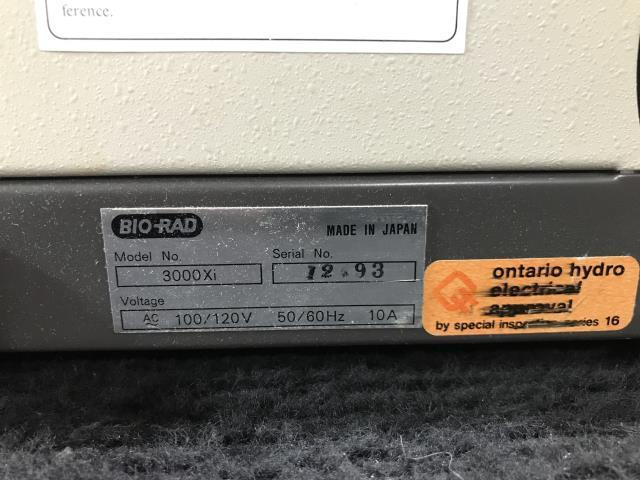 ference.
BIO-RAD
MADE IN JAPAN
Model No.
Serial No.
3000Xi
12.93
Voltage
AC 100/120V 50/60Hz 10A
ontario hydro
electrical
approval
by special inspection series 16